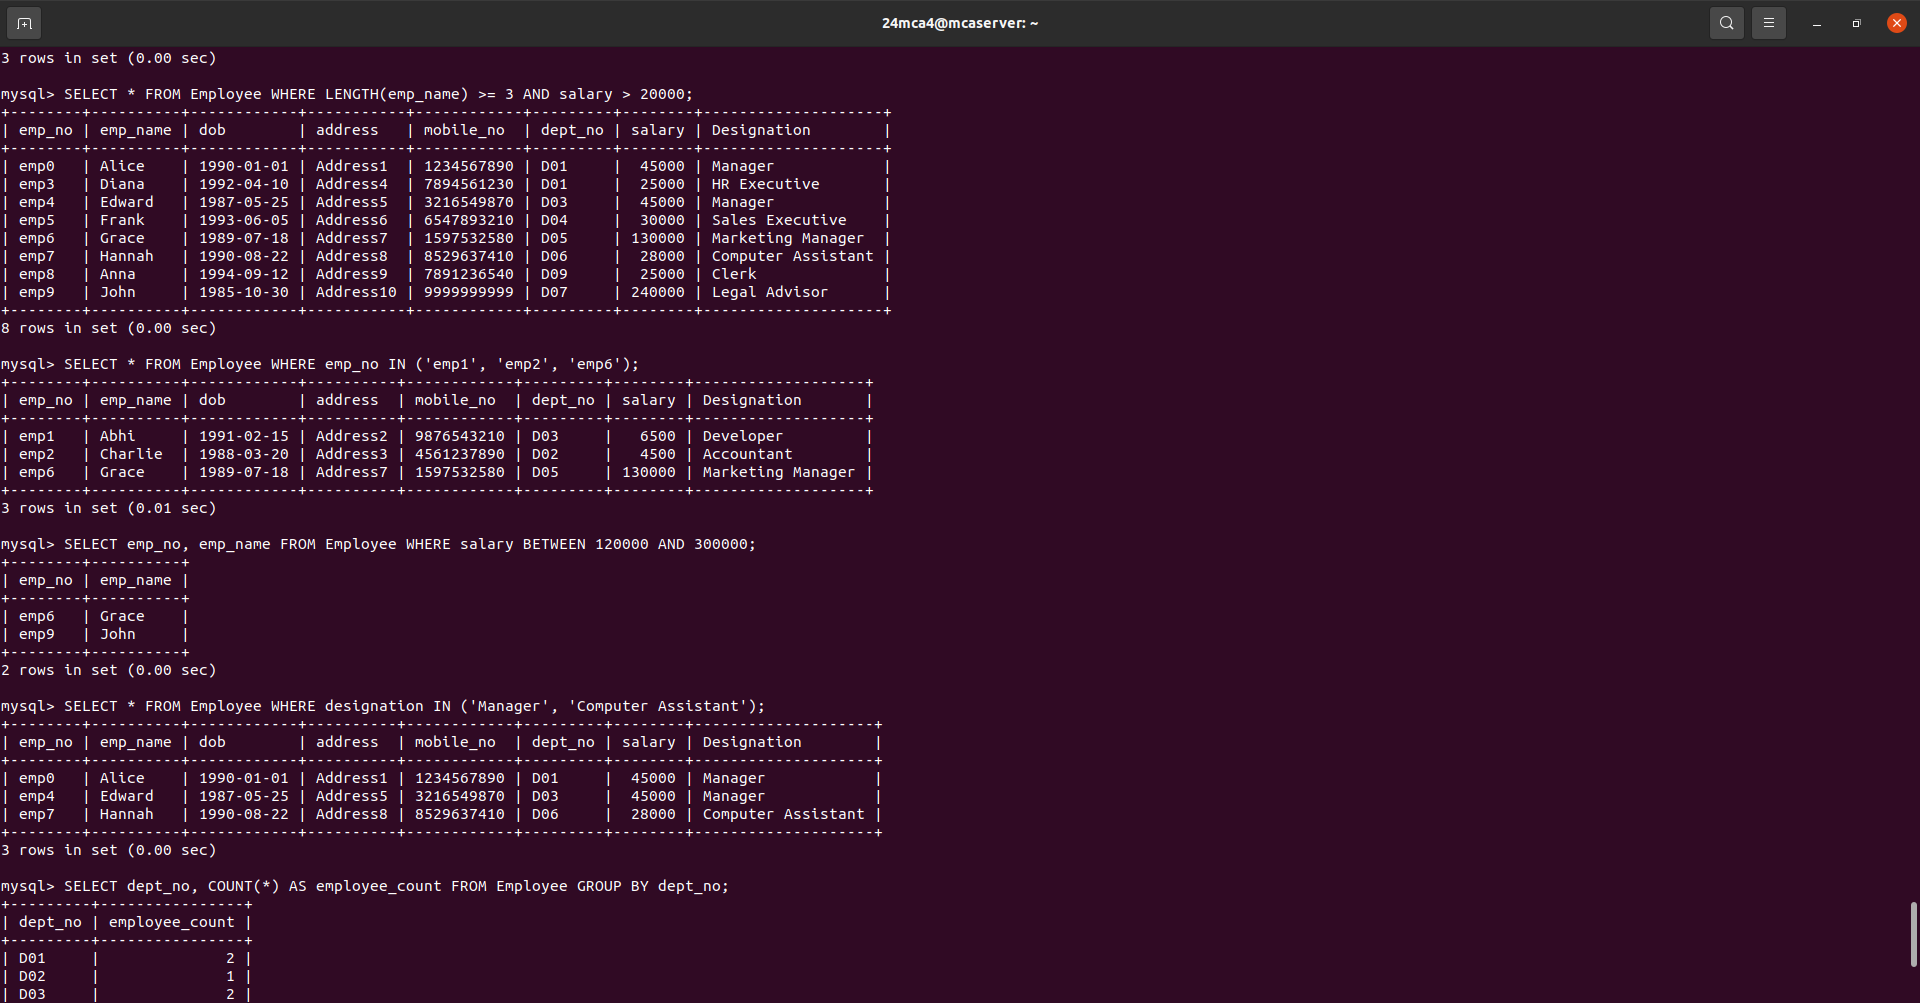 24mca4@mcaserver: ~
3 rows in set (0.00 sec)
mysql> SELECT * FROM Employee WHERE LENGTH(emp_name) >= 3 AND salary > 20000;
+--------+----------+------------+-----------+------------+---------+--------+--------------------+
| emp_no | emp_name | dob        | address   | mobile_no  | dept_no | salary | Designation        |
+--------+----------+------------+-----------+------------+---------+--------+--------------------+
| emp0   | Alice    | 1990-01-01 | Address1  | 1234567890 | D01     |  45000 | Manager            |
| emp3   | Diana    | 1992-04-10 | Address4  | 7894561230 | D01     |  25000 | HR Executive       |
| emp4   | Edward   | 1987-05-25 | Address5  | 3216549870 | D03     |  45000 | Manager            |
| emp5   | Frank    | 1993-06-05 | Address6  | 6547893210 | D04     |  30000 | Sales Executive    |
| emp6   | Grace    | 1989-07-18 | Address7  | 1597532580 | D05     | 130000 | Marketing Manager  |
| emp7   | Hannah   | 1990-08-22 | Address8  | 8529637410 | D06     |  28000 | Computer Assistant |
| emp8   | Anna     | 1994-09-12 | Address9  | 7891236540 | D09     |  25000 | Clerk              |
| emp9   | John     | 1985-10-30 | Address10 | 9999999999 | D07     | 240000 | Legal Advisor      |
+--------+----------+------------+-----------+------------+---------+--------+--------------------+
8 rows in set (0.00 sec)
mysql> SELECT * FROM Employee WHERE emp_no IN ('emp1', 'emp2', 'emp6');
+--------+----------+------------+----------+------------+---------+--------+-------------------+
| emp_no | emp_name | dob        | address  | mobile_no  | dept_no | salary | Designation       |
+--------+----------+------------+----------+------------+---------+--------+-------------------+
| emp1   | Abhi     | 1991-02-15 | Address2 | 9876543210 | D03     |   6500 | Developer         |
| emp2   | Charlie  | 1988-03-20 | Address3 | 4561237890 | D02     |   4500 | Accountant        |
| emp6   | Grace    | 1989-07-18 | Address7 | 1597532580 | D05     | 130000 | Marketing Manager |
+--------+----------+------------+----------+------------+---------+--------+-------------------+
3 rows in set (0.01 sec)
mysql> SELECT emp_no, emp_name FROM Employee WHERE salary BETWEEN 120000 AND 300000;
+--------+----------+
| emp_no | emp_name |
+--------+----------+
| emp6   | Grace    |
| emp9   | John     |
+--------+----------+
2 rows in set (0.00 sec)
mysql> SELECT * FROM Employee WHERE designation IN ('Manager', 'Computer Assistant');
+--------+----------+------------+----------+------------+---------+--------+--------------------+
| emp_no | emp_name | dob        | address  | mobile_no  | dept_no | salary | Designation        |
+--------+----------+------------+----------+------------+---------+--------+--------------------+
| emp0   | Alice    | 1990-01-01 | Address1 | 1234567890 | D01     |  45000 | Manager            |
| emp4   | Edward   | 1987-05-25 | Address5 | 3216549870 | D03     |  45000 | Manager            |
| emp7   | Hannah   | 1990-08-22 | Address8 | 8529637410 | D06     |  28000 | Computer Assistant |
+--------+----------+------------+----------+------------+---------+--------+--------------------+
3 rows in set (0.00 sec)
mysql> SELECT dept_no, COUNT(*) AS employee_count FROM Employee GROUP BY dept_no;
+---------+----------------+
| dept_no | employee_count |
+---------+----------------+
| D01     |              2 |
| D02     |              1 |
| D03     |              2 |